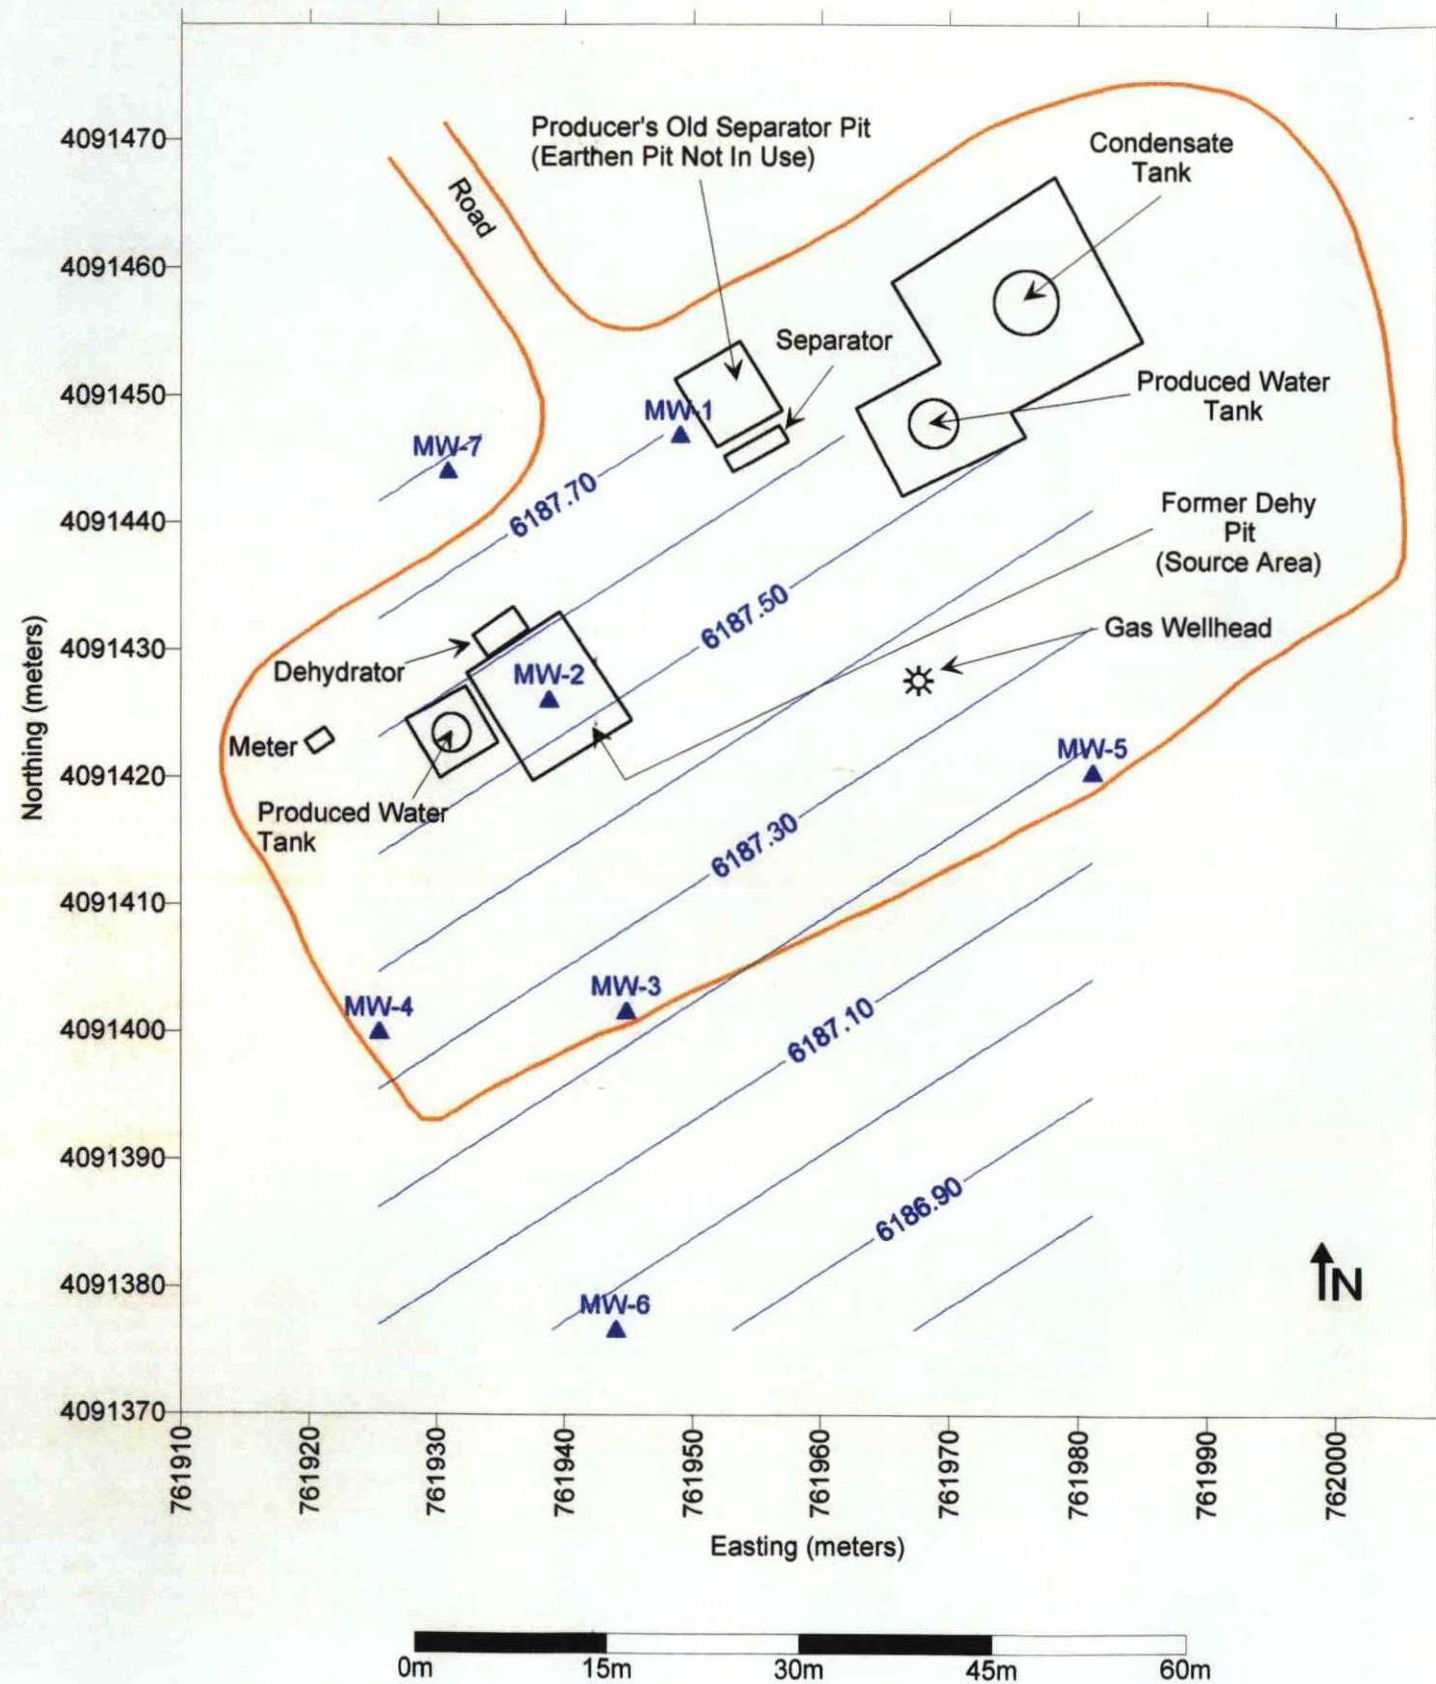 4091470
4091460
4091450
4091440
4091430
4091420
4091410
4091400
4091390
4091380
4091370
Northing (meters)
Road
Producer's Old Separator Pit
(Earthen Pit Not In Use)
Condensate
Tank
Separator
Produced Water
Tank
MW-1
MW-7
6187.70
Former Dehy
Pit
(Source Area)
6187.50
Gas Wellhead
Dehydrator
MW-2
Meter
MW-5
Produced Water
Tank
6187.30
MW-3
MW-4
6187.10
6186.90
MW-6
N
761910
761920
761930
761940
761950
761960
761970
761980
761990
762000
Easting (meters)
0m
15m
30m
45m
60m